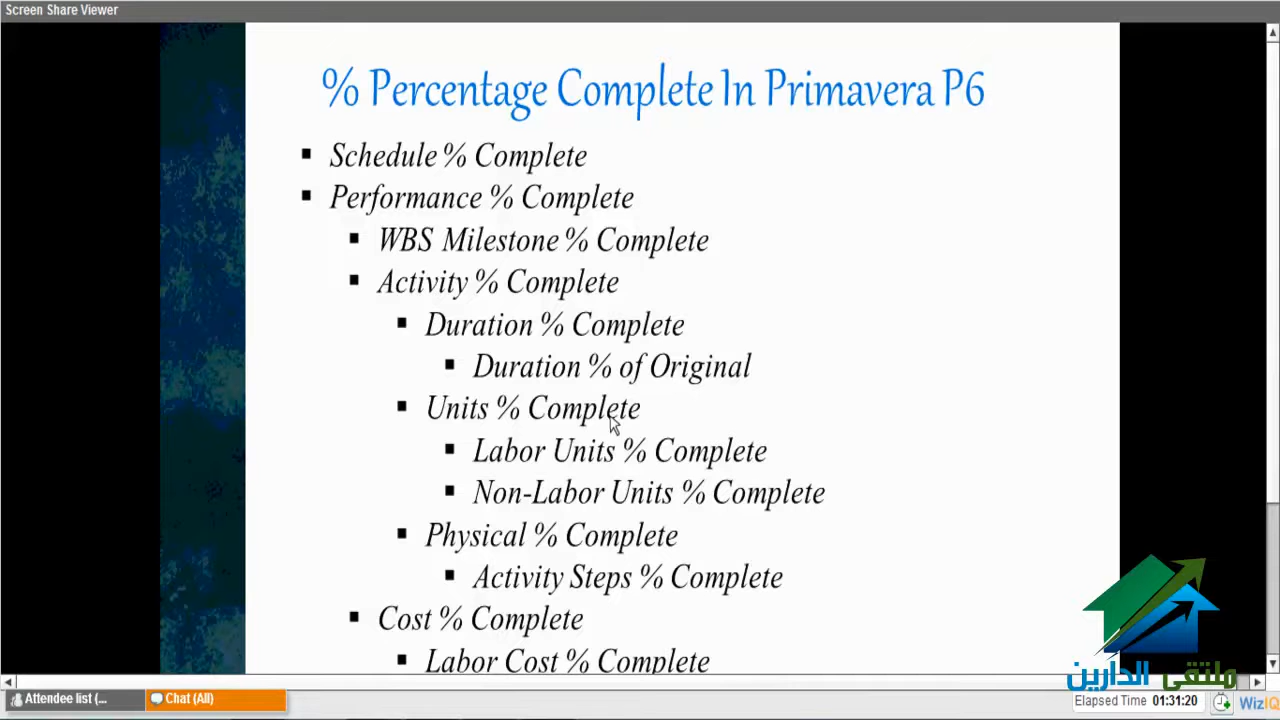 Screen Share Viewer
% Percentage Complete In Primavera P6
▪ Schedule % Complete
▪ Performance % Complete
▪ WBS Milestone % Complete
▪ Activity % Complete
▪ Duration % Complete
▪ Duration % of Original
▪ Units % Complete
▪ Labor Units % Complete
▪ Non-Labor Units % Complete
▪ Physical % Complete
▪ Activity Steps % Complete
▪ Cost % Complete
▪ Labor Cost % Complete
ملتقى الدارين
Attendee list (...
Chat (All)
Elapsed Time 01:31:20
WizIQ